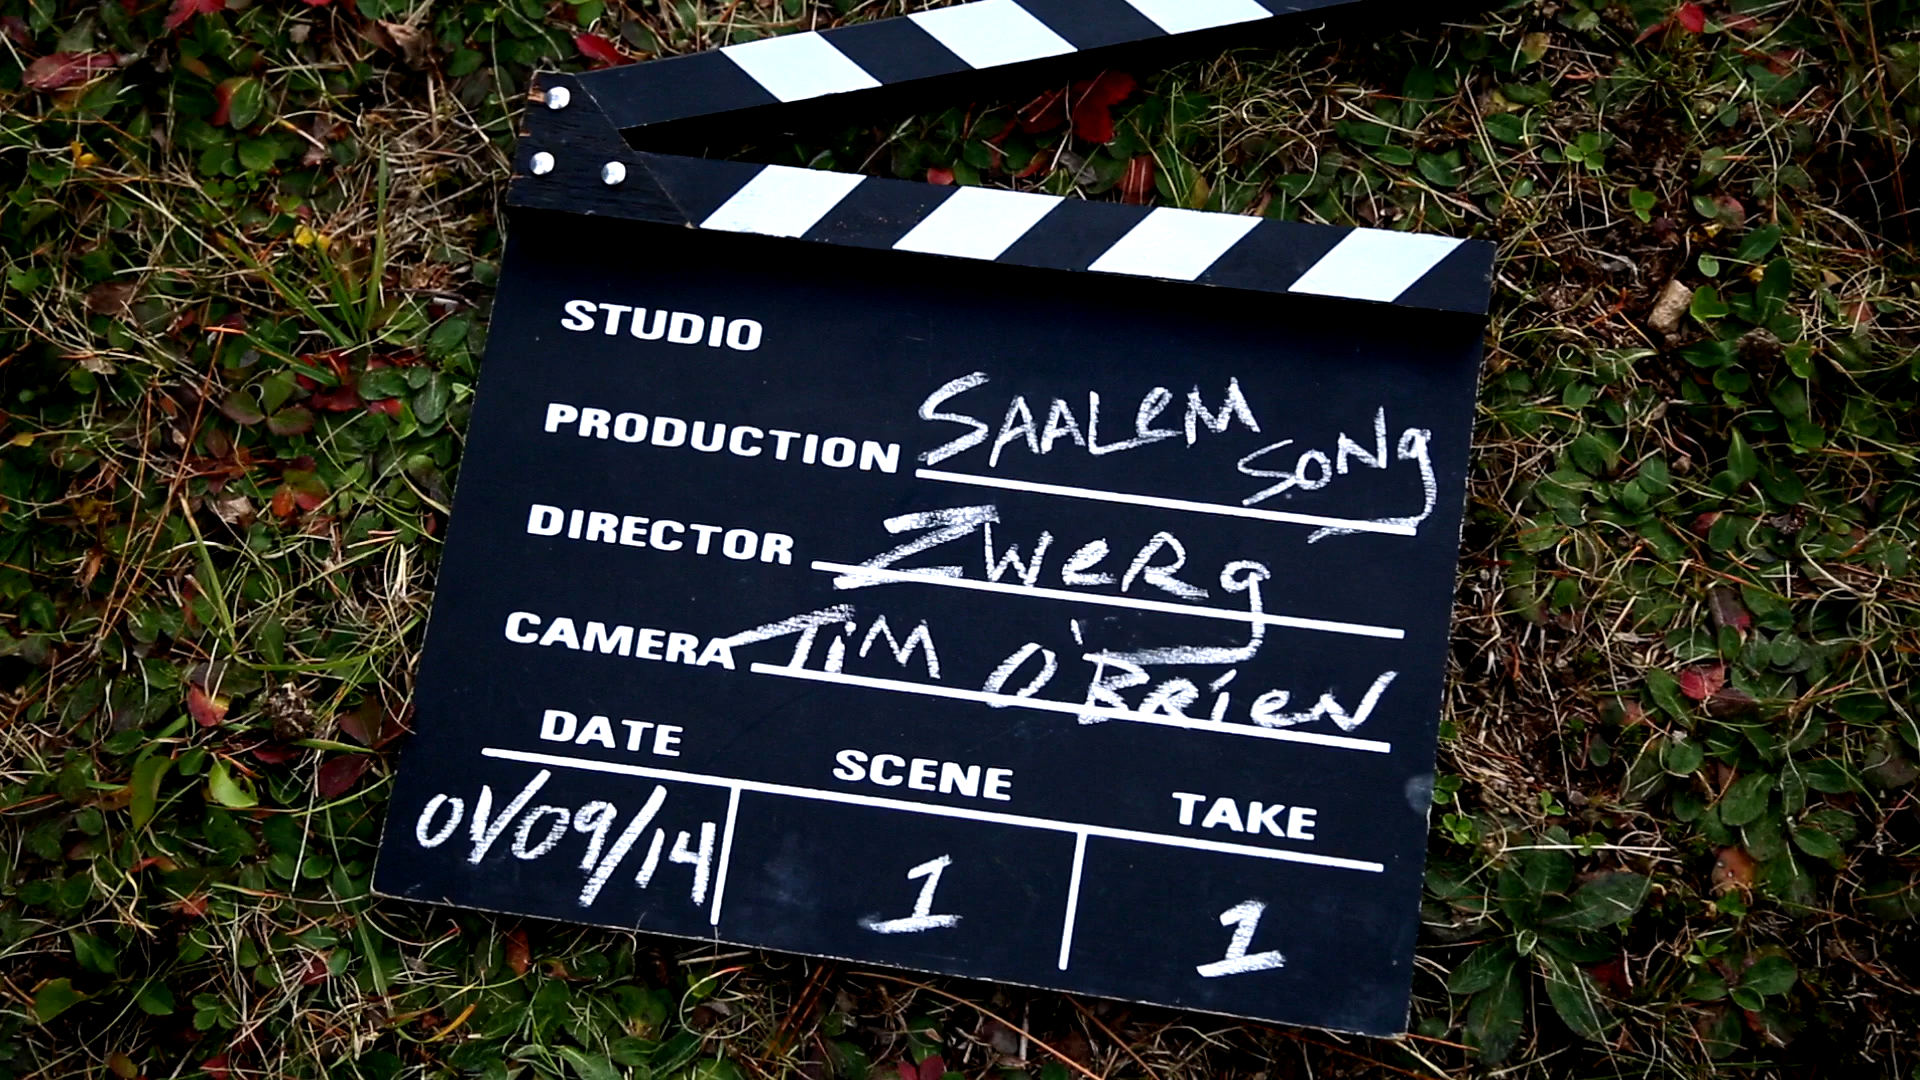 STUDIO
PRODUCTION SAALEM SONG
DIRECTOR ZWERG
CAMERA TIM O'BRIEN
DATE SCENE TAKE
01/09/14 1 1